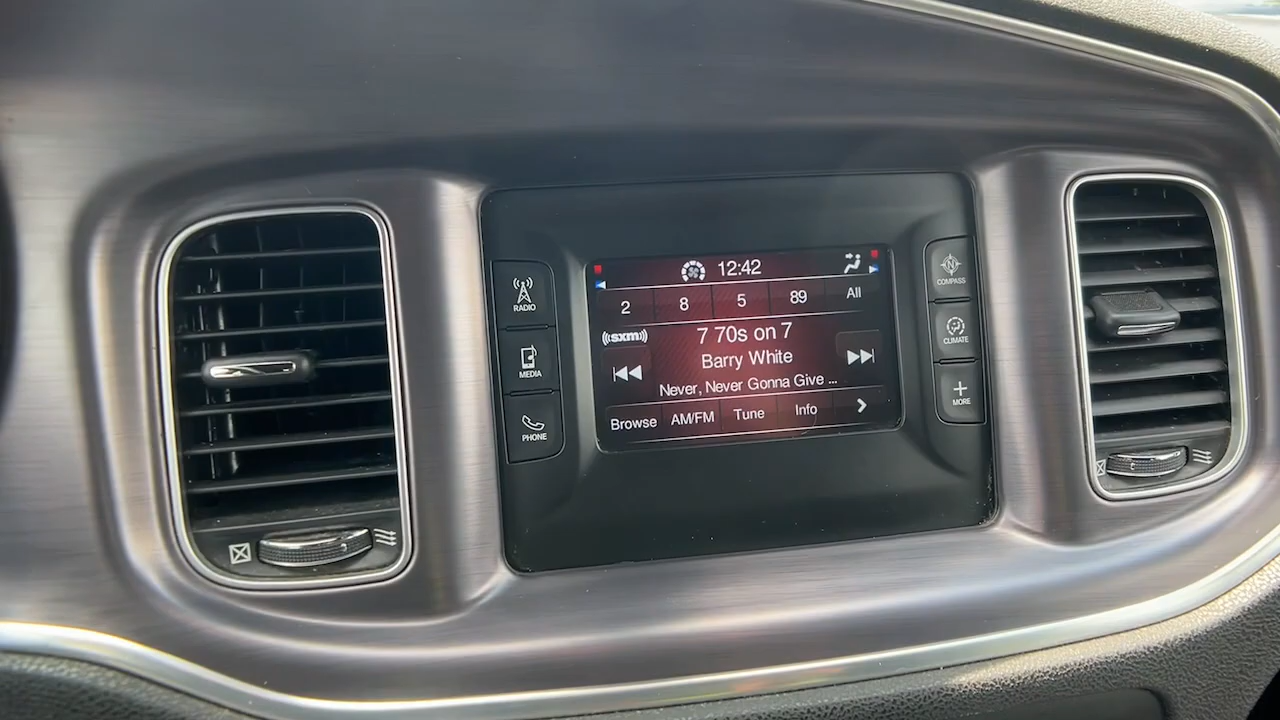 12:42
2 8 5 89 All
((sxm))
7 70s on 7
Barry White
Never, Never Gonna Give ...
Browse AM/FM Tune Info
RADIO
MEDIA
PHONE
N
COMPASS
CLIMATE
MORE